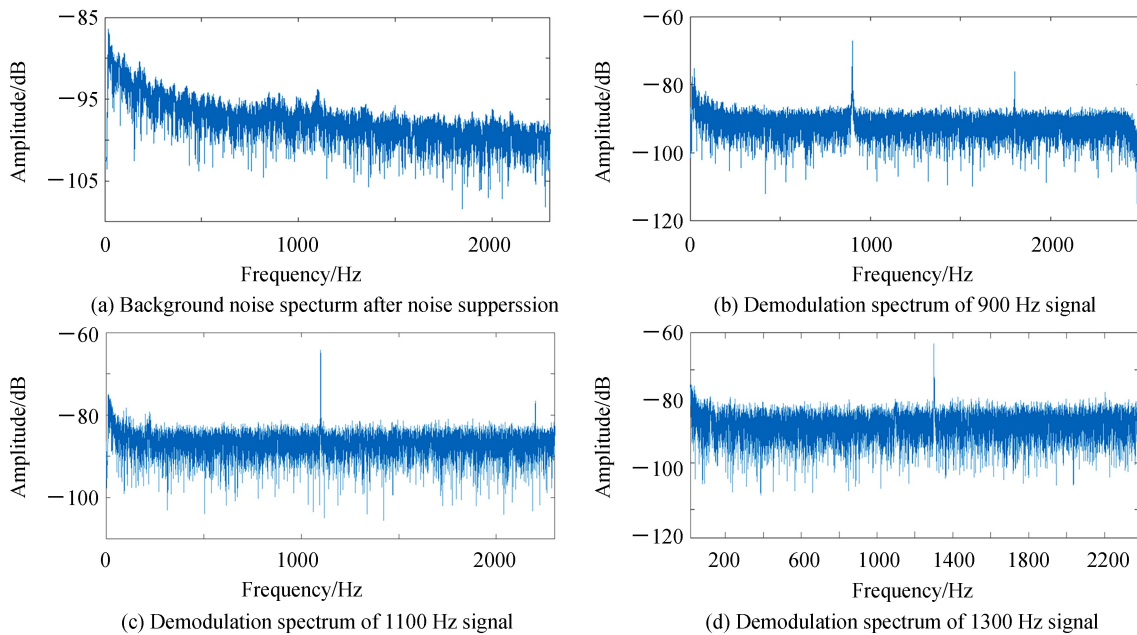 −85
−95
−105
Amplitude/dB
0
1000
2000
Frequency/Hz
(a) Background noise specturm after noise supperssion
−60
−80
−100
−120
Amplitude/dB
0
1000
2000
Frequency/Hz
(b) Demodulation spectrum of 900 Hz signal
−60
−80
−100
Amplitude/dB
0
1000
2000
Frequency/Hz
(c) Demodulation spectrum of 1100 Hz signal
−60
−80
−100
−120
Amplitude/dB
200
600
1000
1400
1800
2200
Frequency/Hz
(d) Demodulation spectrum of 1300 Hz signal